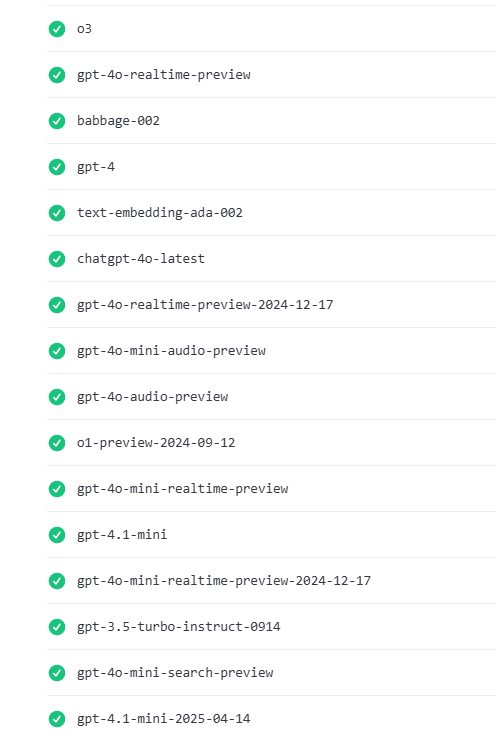 o3
gpt-4o-realtime-preview
babbage-002
gpt-4
text-embedding-ada-002
chatgpt-4o-latest
gpt-4o-realtime-preview-2024-12-17
gpt-4o-mini-audio-preview
gpt-4o-audio-preview
o1-preview-2024-09-12
gpt-4o-mini-realtime-preview
gpt-4.1-mini
gpt-4o-mini-realtime-preview-2024-12-17
gpt-3.5-turbo-instruct-0914
gpt-4o-mini-search-preview
gpt-4.1-mini-2025-04-14